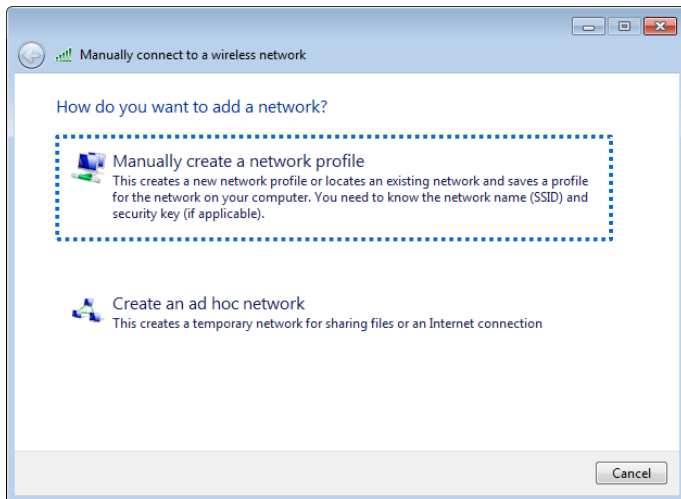 Manually connect to a wireless network
How do you want to add a network?
Manually create a network profile
This creates a new network profile or locates an existing network and saves a profile
for the network on your computer. You need to know the network name (SSID) and
security key (if applicable).
Create an ad hoc network
This creates a temporary network for sharing files or an Internet connection
Cancel